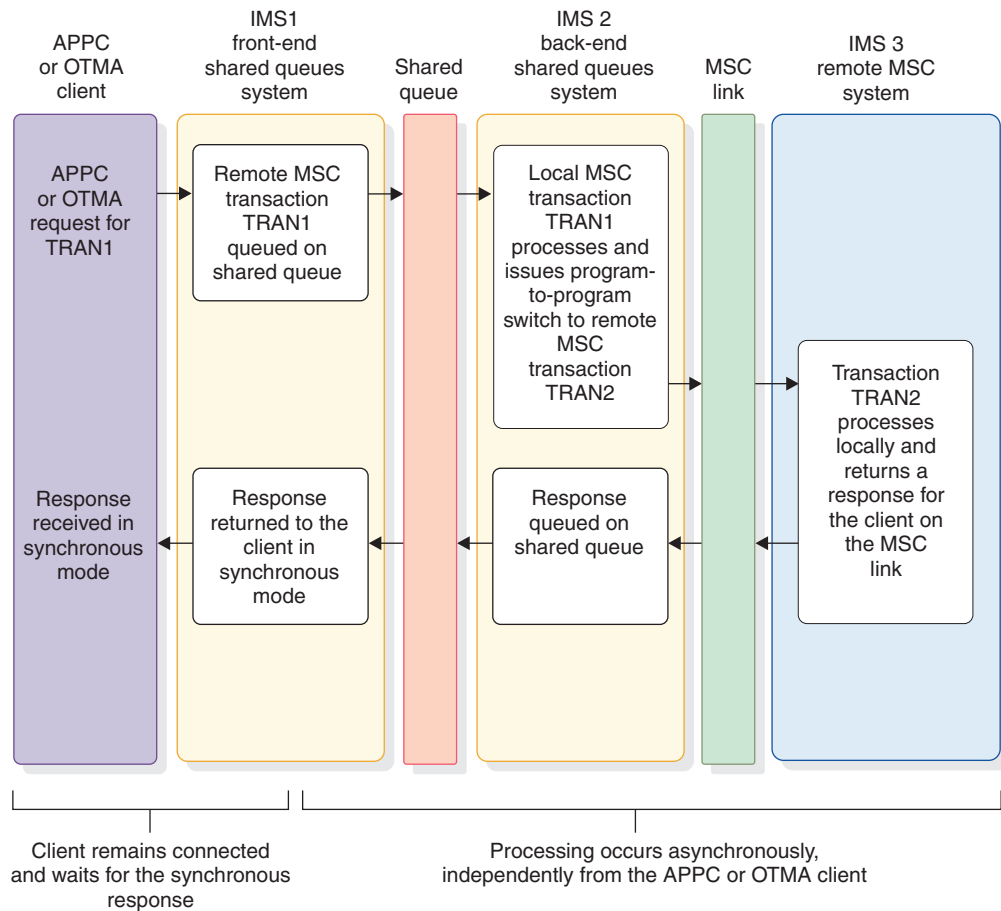 APPC
or OTMA
client
IMS1
front-end
shared queues
system
Shared
queue
IMS 2
back-end
shared queues
system
MSC
link
IMS 3
remote MSC
system
APPC
or OTMA
request for
TRAN1
Remote MSC
transaction
TRAN1
queued on
shared queue
Local MSC
transaction
TRAN1
processes and
issues program-
to-program
switch to remote
MSC
transaction
TRAN2
Transaction
TRAN2
processes
locally and
returns a
response for
the client on
the MSC
link
Response
received in
synchronous
mode
Response
returned to the
client in
synchronous
mode
Response
queued on
shared queue
Client remains connected
and waits for the synchronous
response
Processing occurs asynchronously,
independently from the APPC or OTMA client